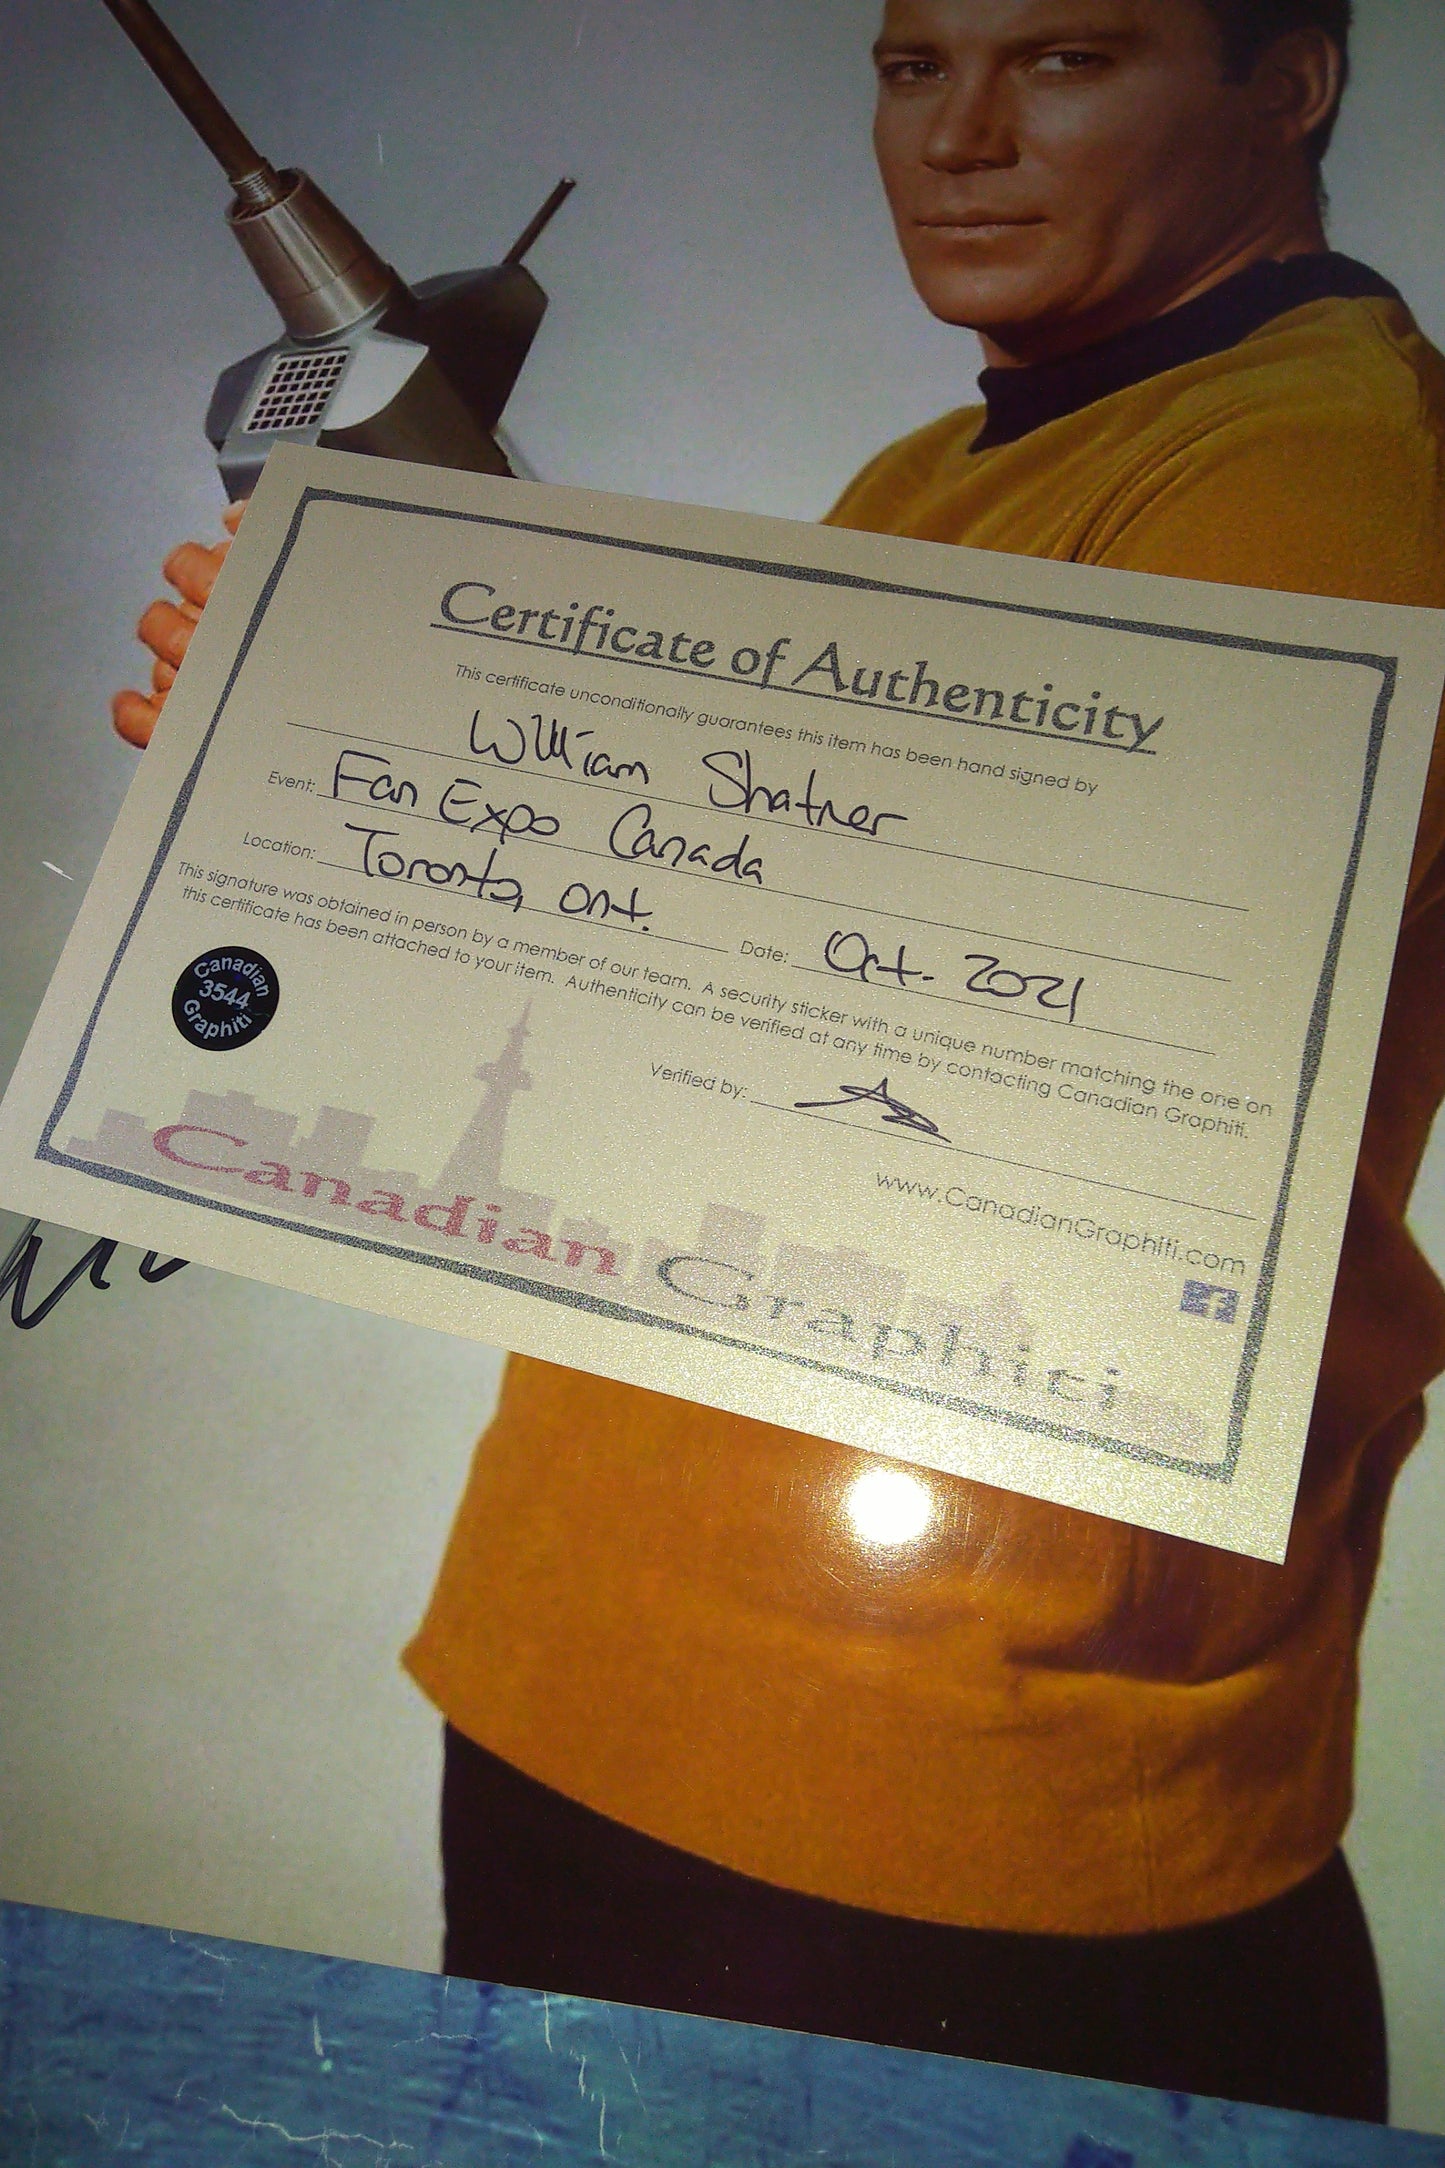 Certificate of Authenticity
This certificate unconditionally guarantees this item has been hand signed by
William Shatner
Event: Fan Expo Canada
Location: Toronto, Ont. Date: Oct. 2021
This signature was obtained in person by a member of our team. A security sticker with a unique number matching the one on
this certificate has been attached to your item. Authenticity can be verified at any time by contacting Canadian Graphiti.
Canadian
3544
Graphiti
Verified by:
www.CanadianGraphiti.com
f
Canadian Graphiti